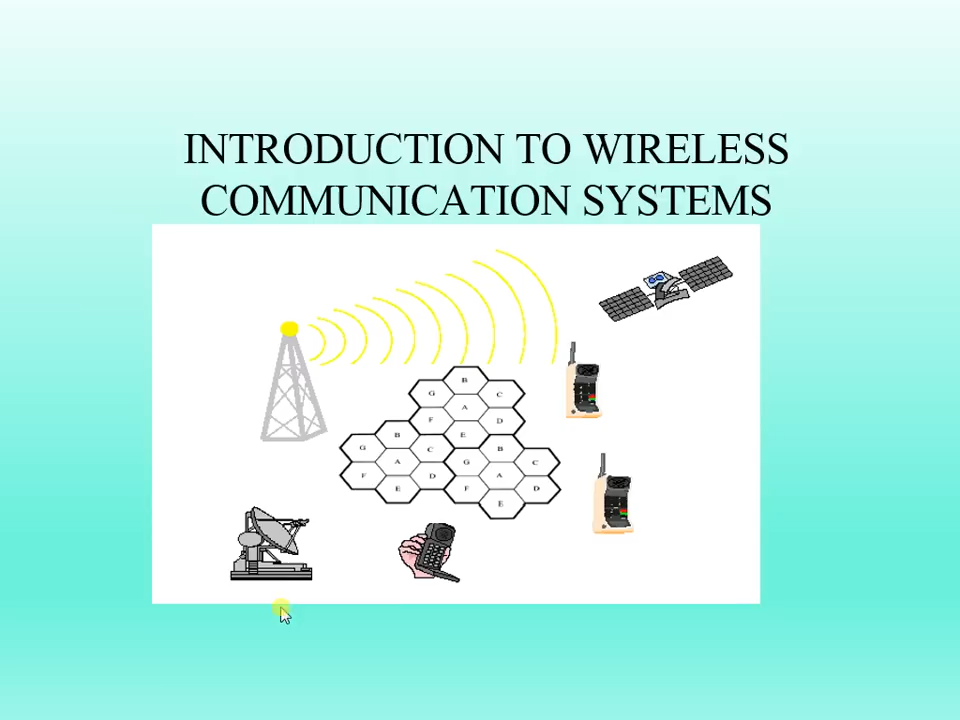 INTRODUCTION TO WIRELESS
COMMUNICATION SYSTEMS
B
G
C
A
F
D
B
E
G
C
B
A
G
C
F
D
A
E
F
D
E